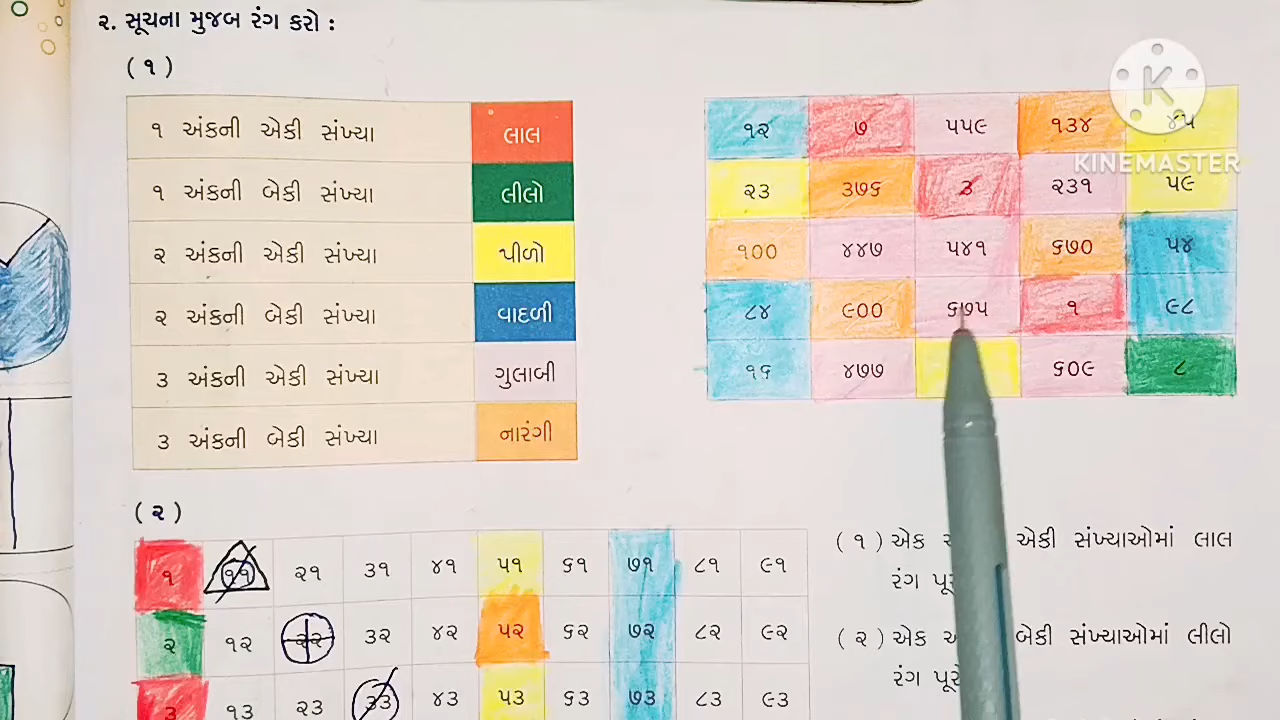 ૨. સૂચના મુજબ રંગ કરો :
(૧)
૧ અંકની એકી સંખ્યા લાલ
૧ અંકની બેકી સંખ્યા લીલો
૨ અંકની એકી સંખ્યા પીળો
૨ અંકની બેકી સંખ્યા વાદળી
૩ અંકની એકી સંખ્યા ગુલાબી
૩ અંકની બેકી સંખ્યા નારંગી
૧૨ ૭ ૫૫૯ ૧૩૪ ૪૫
૨૩ ૩૭૬ ૩ ૨૩૧ ૫૯
૧૦૦ ૪૪૭ ૫૪૧ ૬૭૦ ૫૪
૮૪ ૯૦૦ ૬૭૫ ૧ ૯૮
૧૬ ૪૭૭ ૬૦૯ ૮
K
KINEMASTER
(૨)
૧ ૧૧ ૨૧ ૩૧ ૪૧ ૫૧ ૬૧ ૭૧ ૮૧ ૯૧
૨ ૧૨ ૨૨ ૩૨ ૪૨ ૫૨ ૬૨ ૭૨ ૮૨ ૯૨
૩ ૧૩ ૨૩ ૩૩ ૪૩ ૫૩ ૬૩ ૭૩ ૮૩ ૯૩
(૧) એક એકી સંખ્યાઓમાં લાલ
રંગ
(૨) એક બેકી સંખ્યાઓમાં લીલો
રંગ